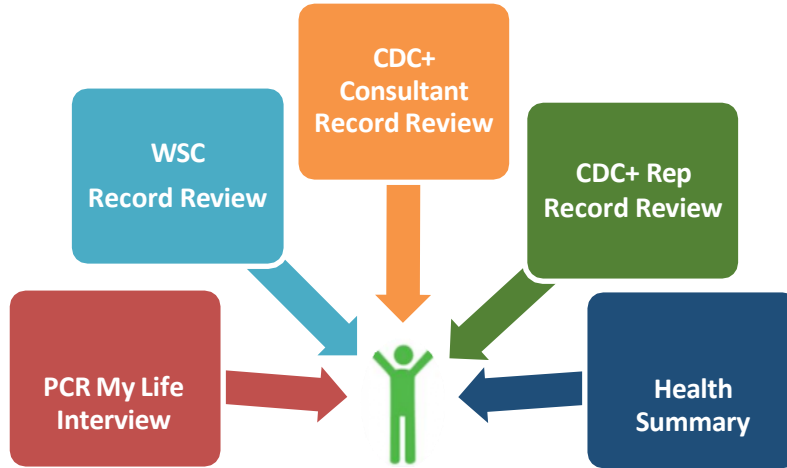 CDC+
Consultant
Record Review
WSC
Record Review
CDC+ Rep
Record Review
PCR My Life
Interview
Health
Summary